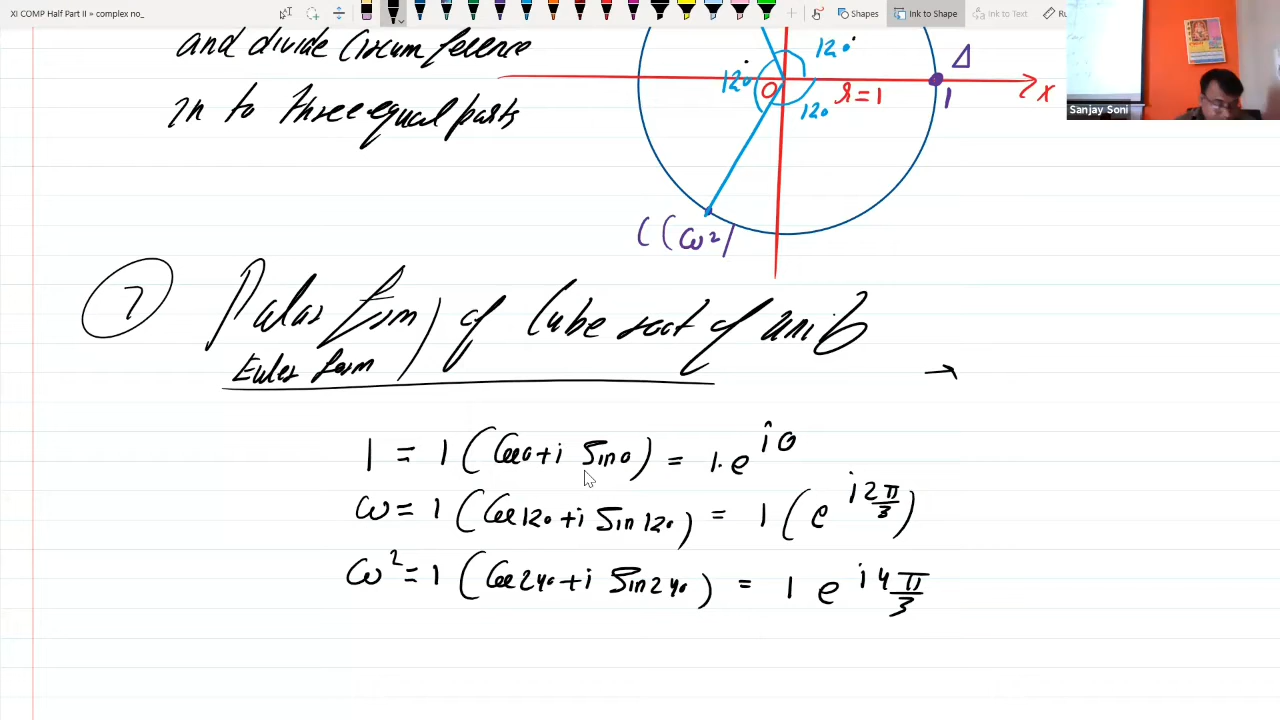 XI COMP Half Part II » complex no_
Shapes
Ink to Shape
Ink to Text
Ru
Sanjay Soni
and divide Circumference
in to three equal parts
120°
120
120
O
r=1
1
X
C(ω²)
7 Polar form of Cube root of unity
Euler form
→
1 = 1 (Cos0 + i Sin0) = 1.e^{i0}
ω = 1 (Cos120 + i Sin120) = 1 (e^{i2π/3})
ω² = 1 (Cos240 + i Sin240) = 1 e^{i4π/3}